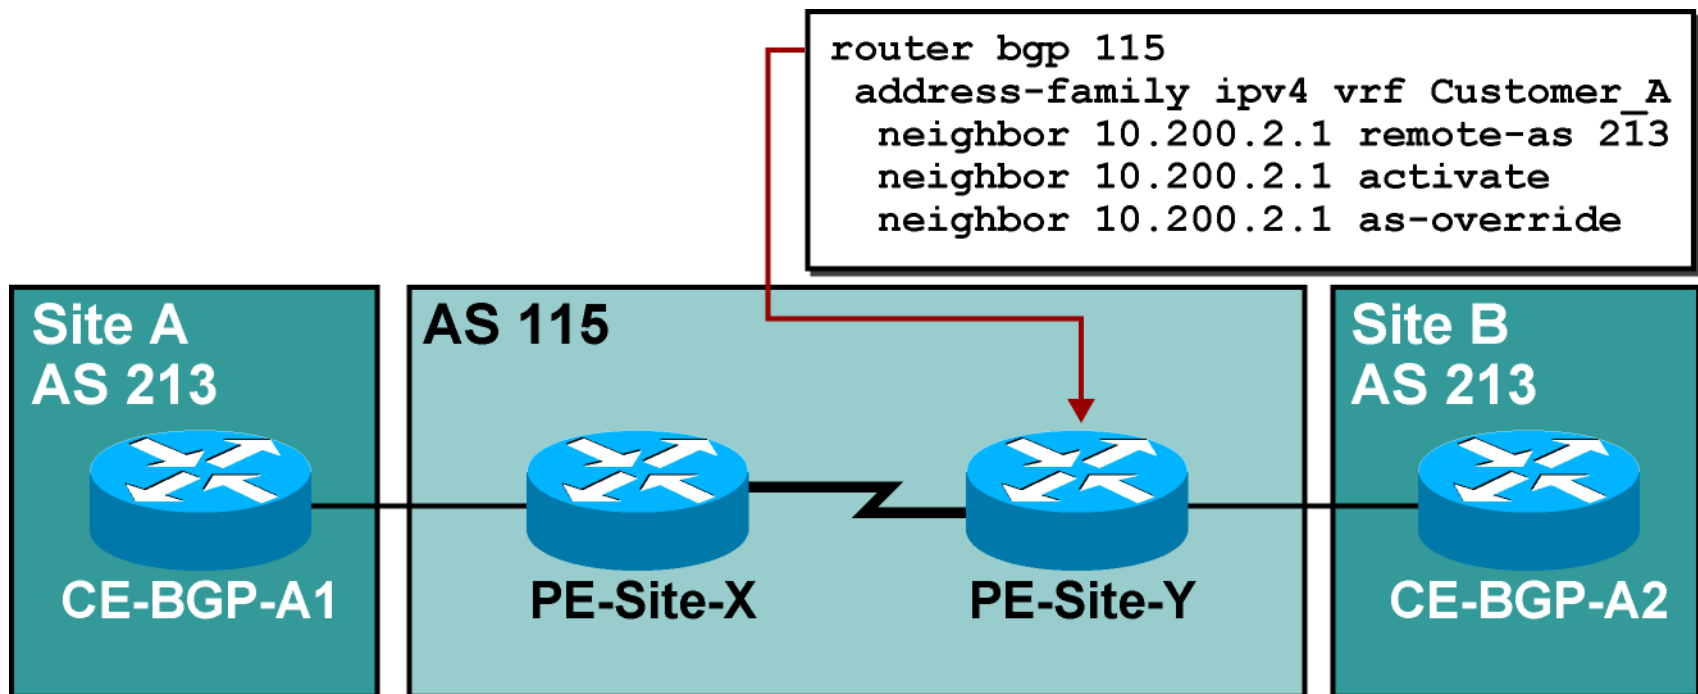 router bgp 115
address-family ipv4 vrf Customer_A
neighbor 10.200.2.1 remote-as 213
neighbor 10.200.2.1 activate
neighbor 10.200.2.1 as-override
Site A
AS 213
AS 115
Site B
AS 213
CE-BGP-A1
PE-Site-X
PE-Site-Y
CE-BGP-A2